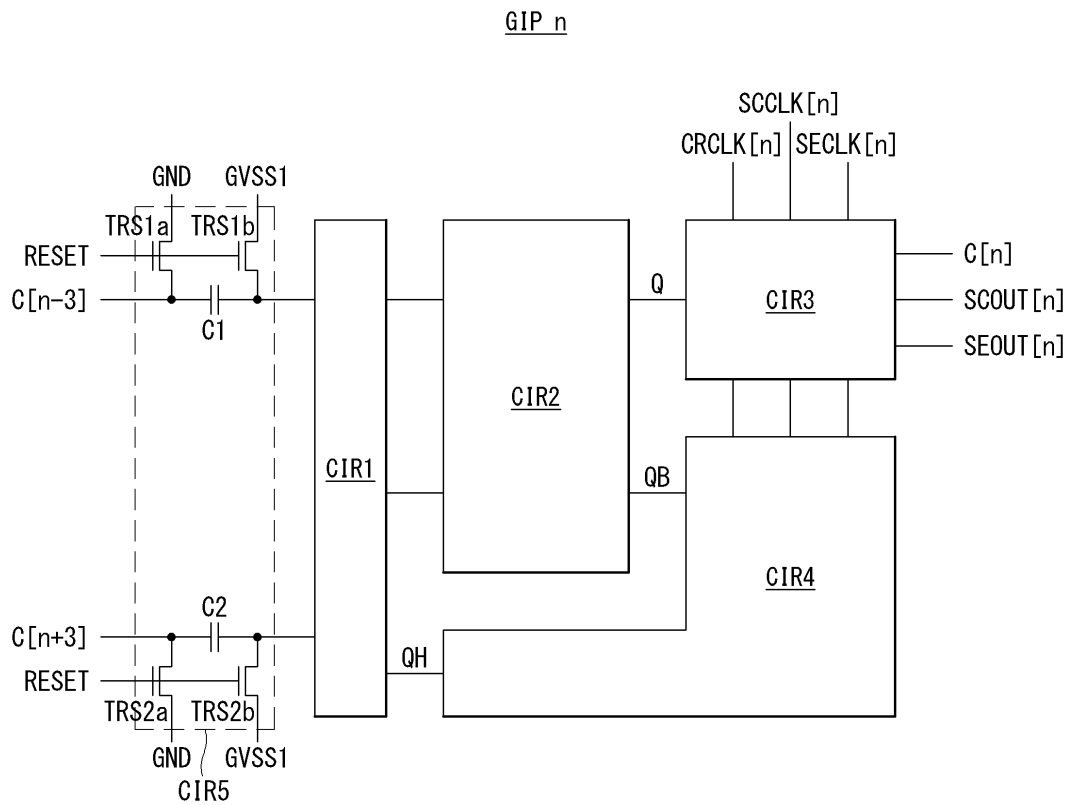 GIP n
SCCLK[n]
CRCLK[n] SECLK[n]
GND GVSS1
TRS1a TRS1b
RESET
C[n-3]
C1
Q
CIR3
C[n]
SCOUT[n]
SEOUT[n]
CIR2
CIR1
QB
CIR4
C2
C[n+3]
QH
RESET
TRS2a TRS2b
GND GVSS1
CIR5